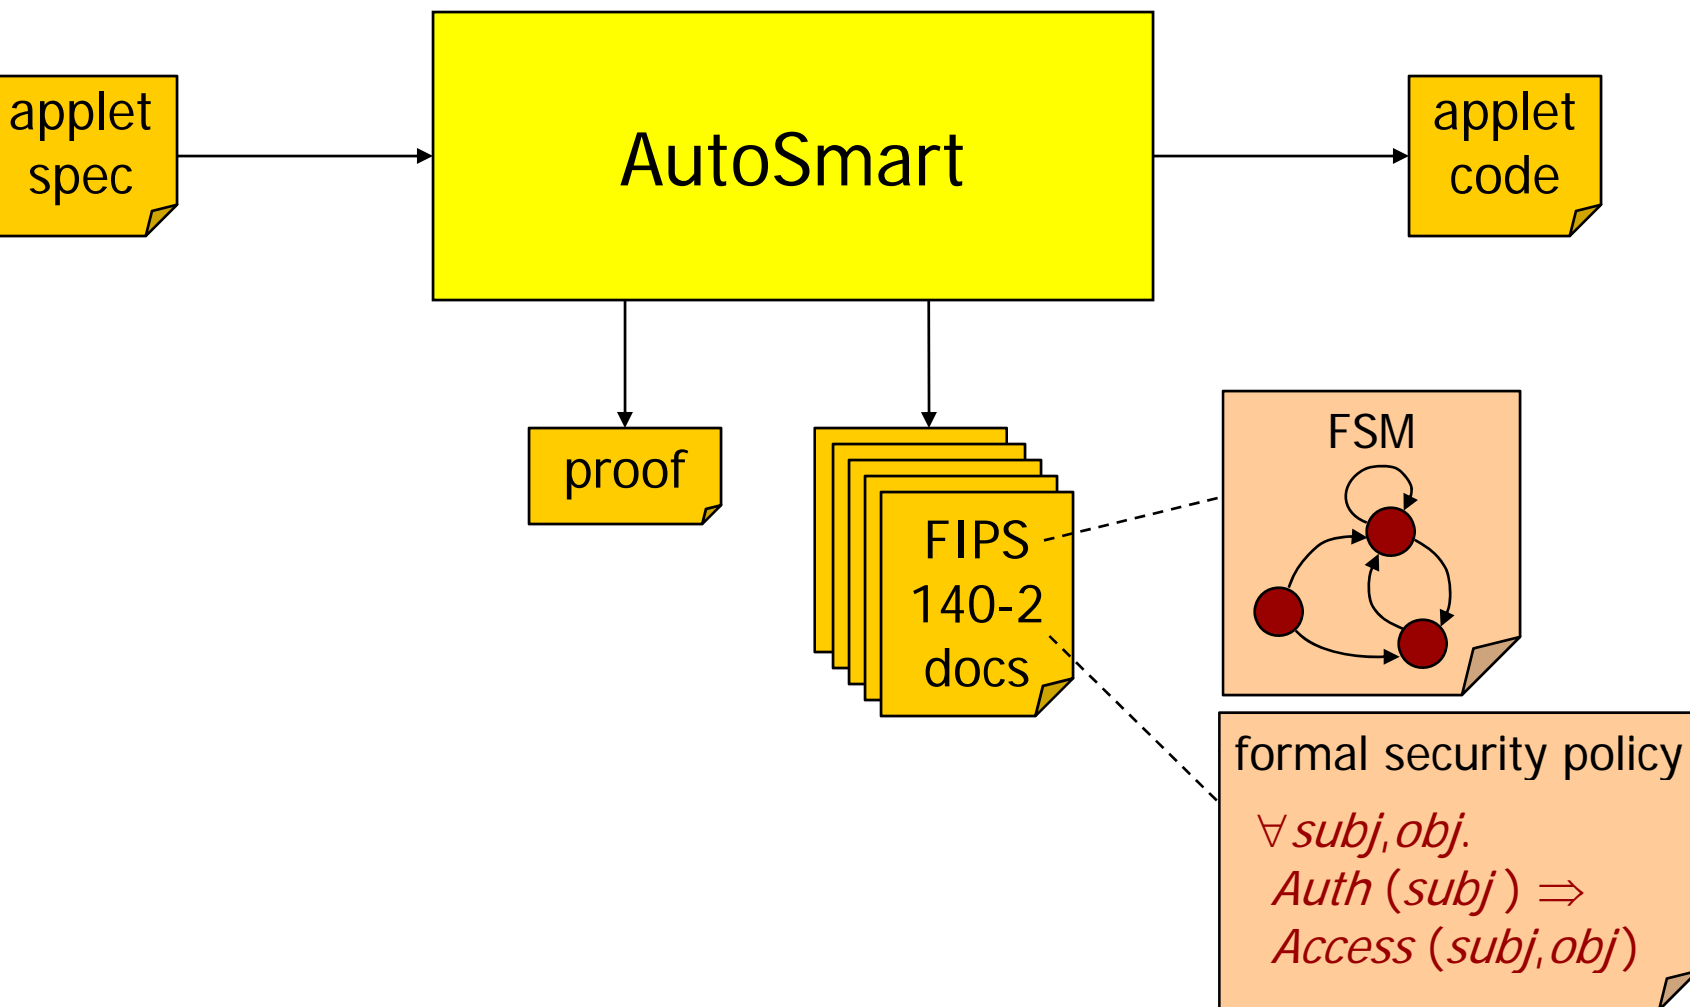 applet
spec
AutoSmart
applet
code
proof
FIPS
140-2
docs
FSM
formal security policy
∀ subj, obj.
Auth (subj) ⇒
Access (subj, obj)